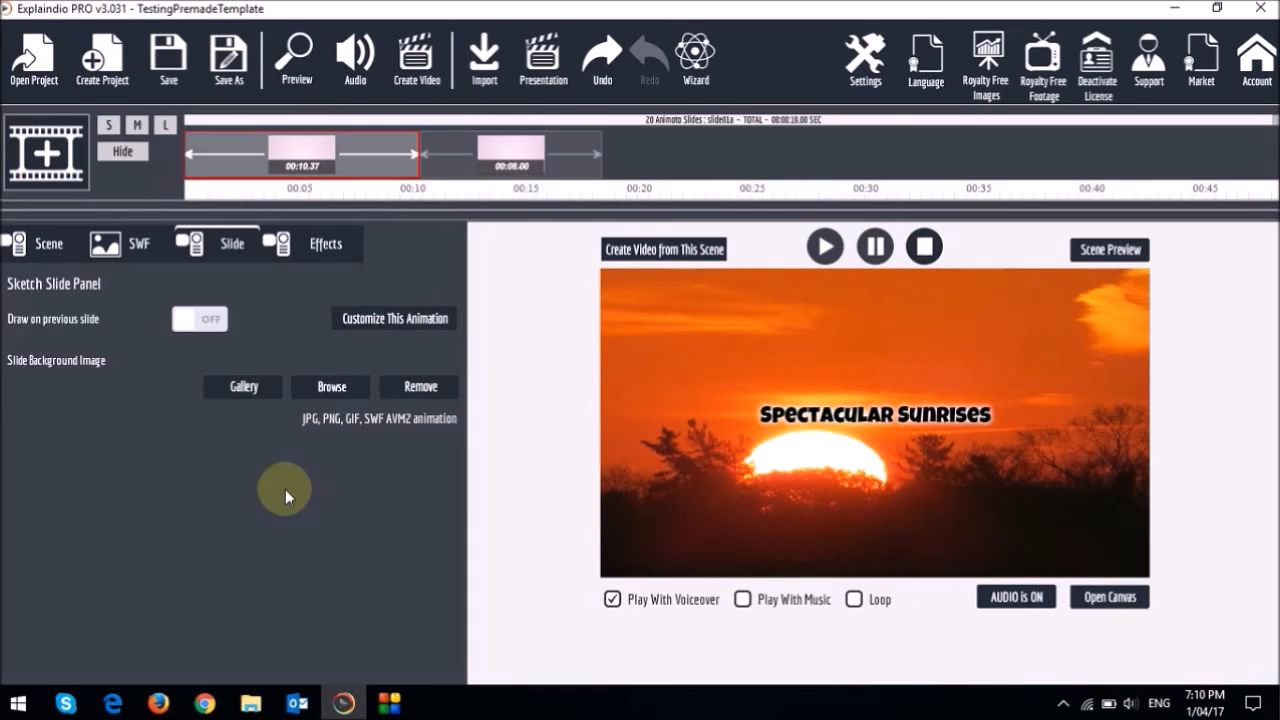 Explaindio PRO v3.031 - TestingPremadeTemplate
Open Project
Create Project
Save
Save As
Preview
Audio
Create Video
Import
Presentation
Undo
Redo
Wizard
Settings
Language
Royalty Free Images
Royalty Free Footage
Deactivate License
Support
Market
Account
S M L
Hide
20 Animoto Slides : slide01a - TOTAL - 00:00:19.00 SEC
00:10.37
00:08.00
00:05 00:10 00:15 00:20 00:25 00:30 00:35 00:40 00:45
Scene SWF Slide Effects
Sketch Slide Panel
Draw on previous slide OFF Customize This Animation
Slide Background Image
Gallery Browse Remove
JPG, PNG, GIF, SWF AVM2 animation
Create Video from This Scene
Scene Preview
Spectacular Sunrises
Play With Voiceover Play With Music Loop AUDIO is ON Open Canvas
ENG
7:10 PM
1/04/17